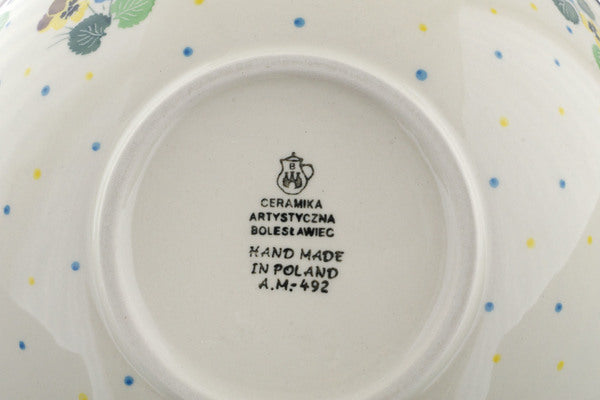 B
CERAMIKA
ARTYSTYCZNA
BOLESŁAWIEC
HAND MADE
IN POLAND
A.M.-492